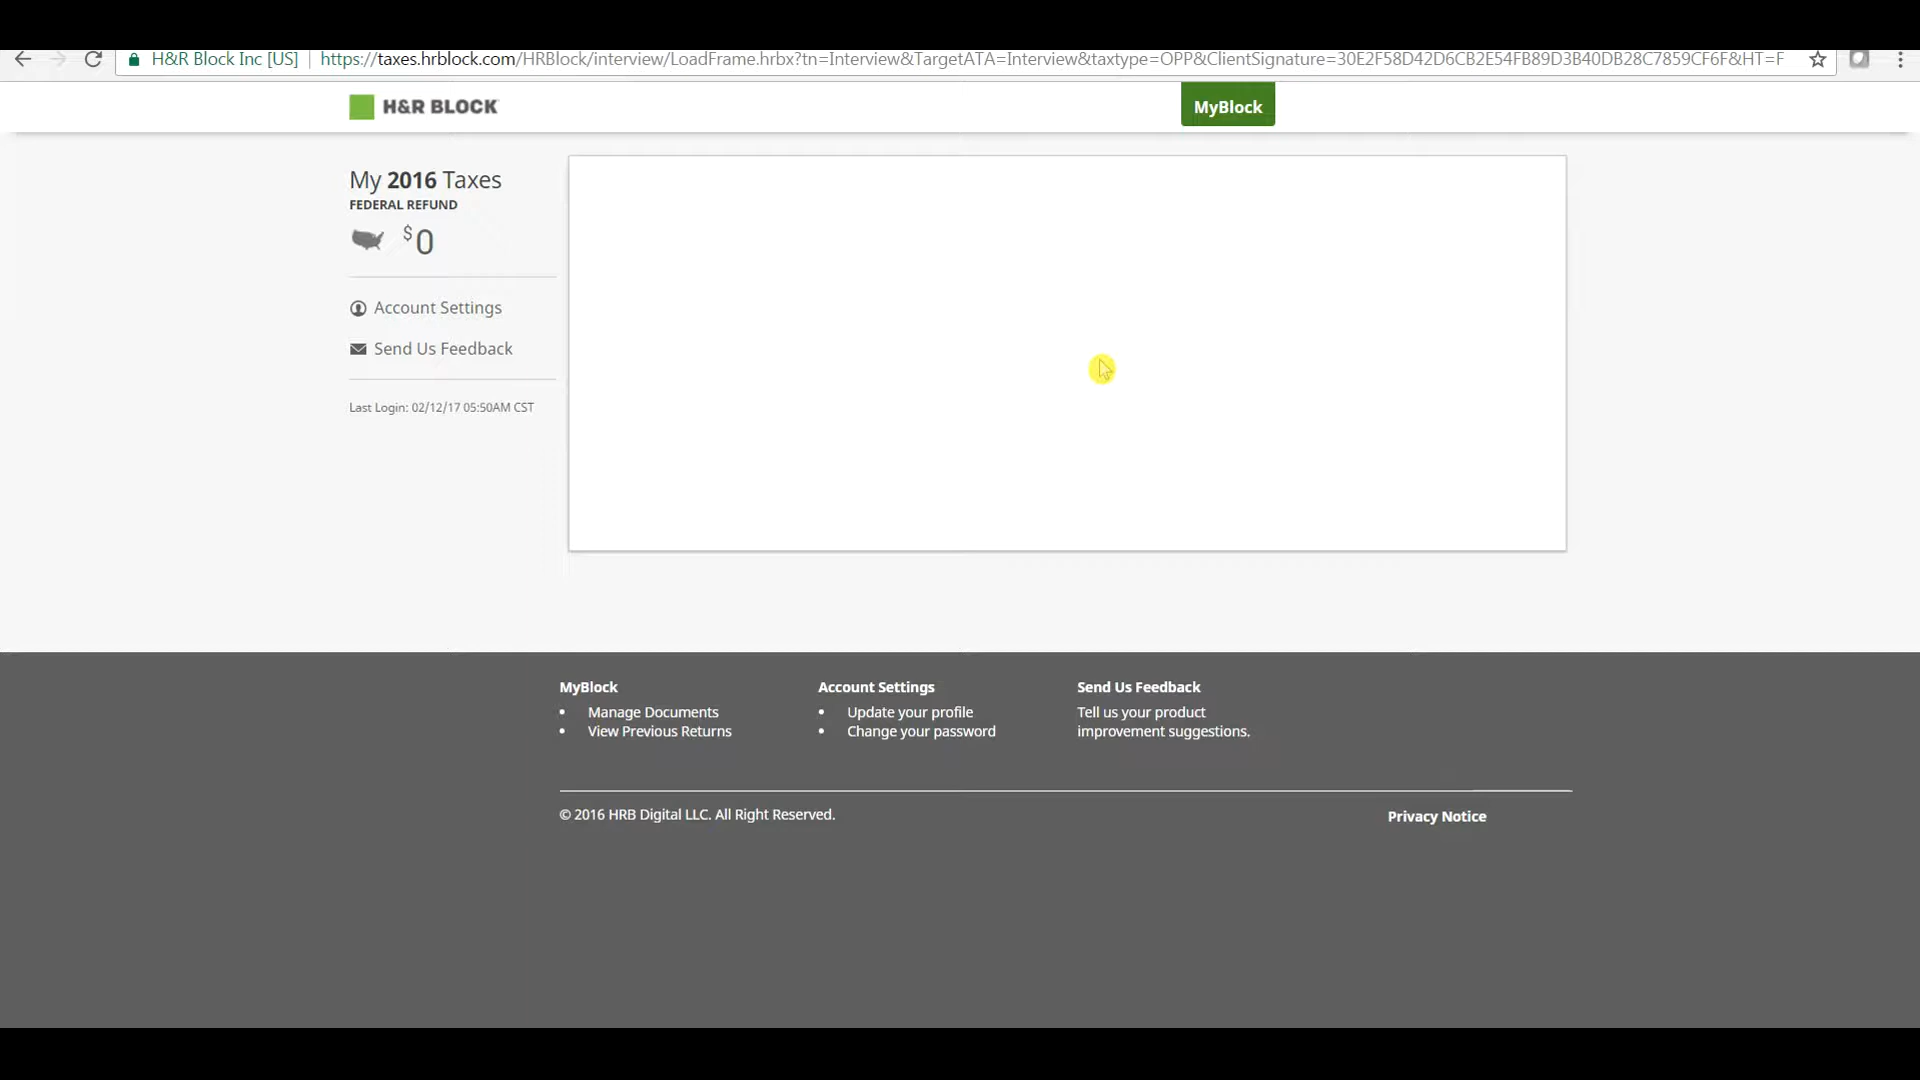 H&R Block Inc [US] | https://taxes.hrblock.com/HRBlock/interview/LoadFrame.hrbx?tn=Interview&TargetATA=Interview&taxtype=OPP&ClientSignature=30E2F58D42D6CB2E54FB89D3B40DB28C7859CF6F&HT=F
H&R BLOCK
MyBlock
My 2016 Taxes
FEDERAL REFUND
$0
Account Settings
Send Us Feedback
Last Login: 02/12/17 05:50AM CST
MyBlock
• Manage Documents
• View Previous Returns
Account Settings
• Update your profile
• Change your password
Send Us Feedback
Tell us your product
improvement suggestions.
© 2016 HRB Digital LLC. All Right Reserved.
Privacy Notice